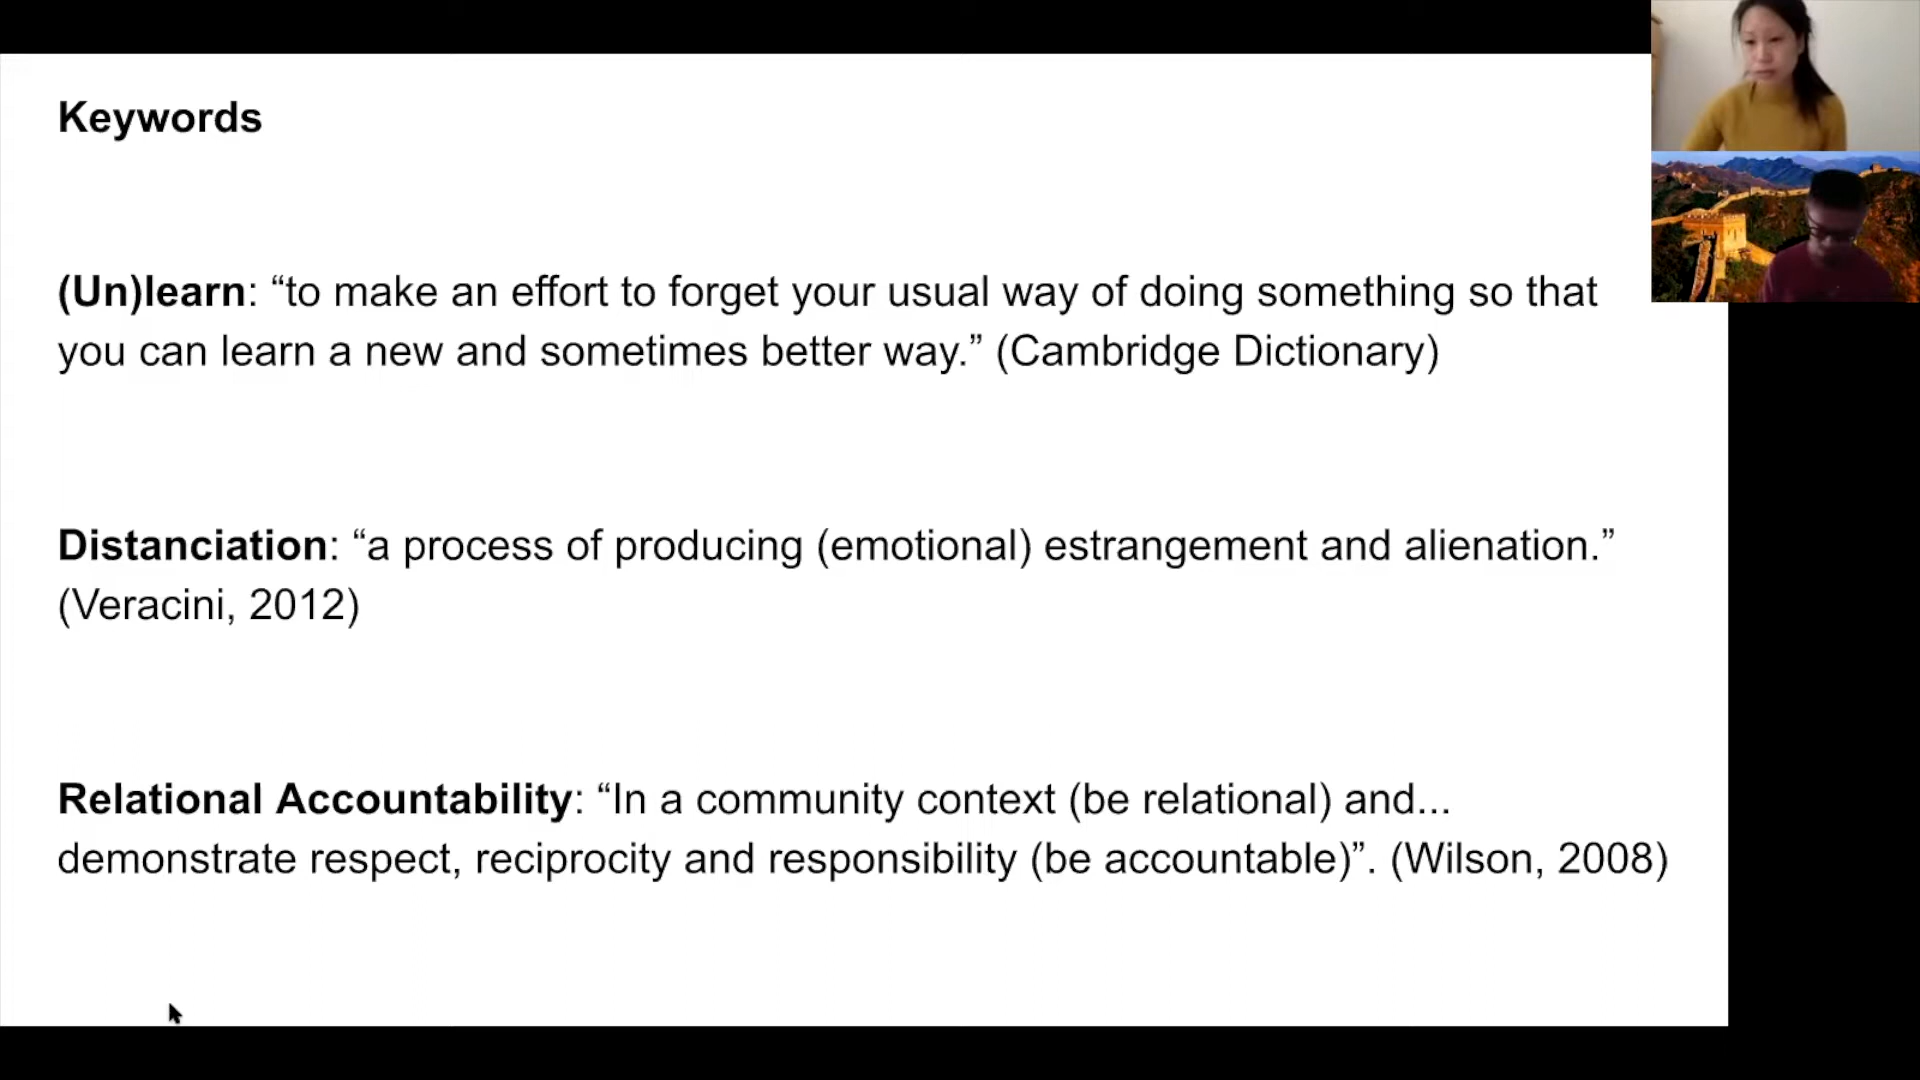 Keywords
(Un)learn: “to make an effort to forget your usual way of doing something so that
you can learn a new and sometimes better way.” (Cambridge Dictionary)
Distanciation: “a process of producing (emotional) estrangement and alienation.”
(Veracini, 2012)
Relational Accountability: “In a community context (be relational) and...
demonstrate respect, reciprocity and responsibility (be accountable)”. (Wilson, 2008)